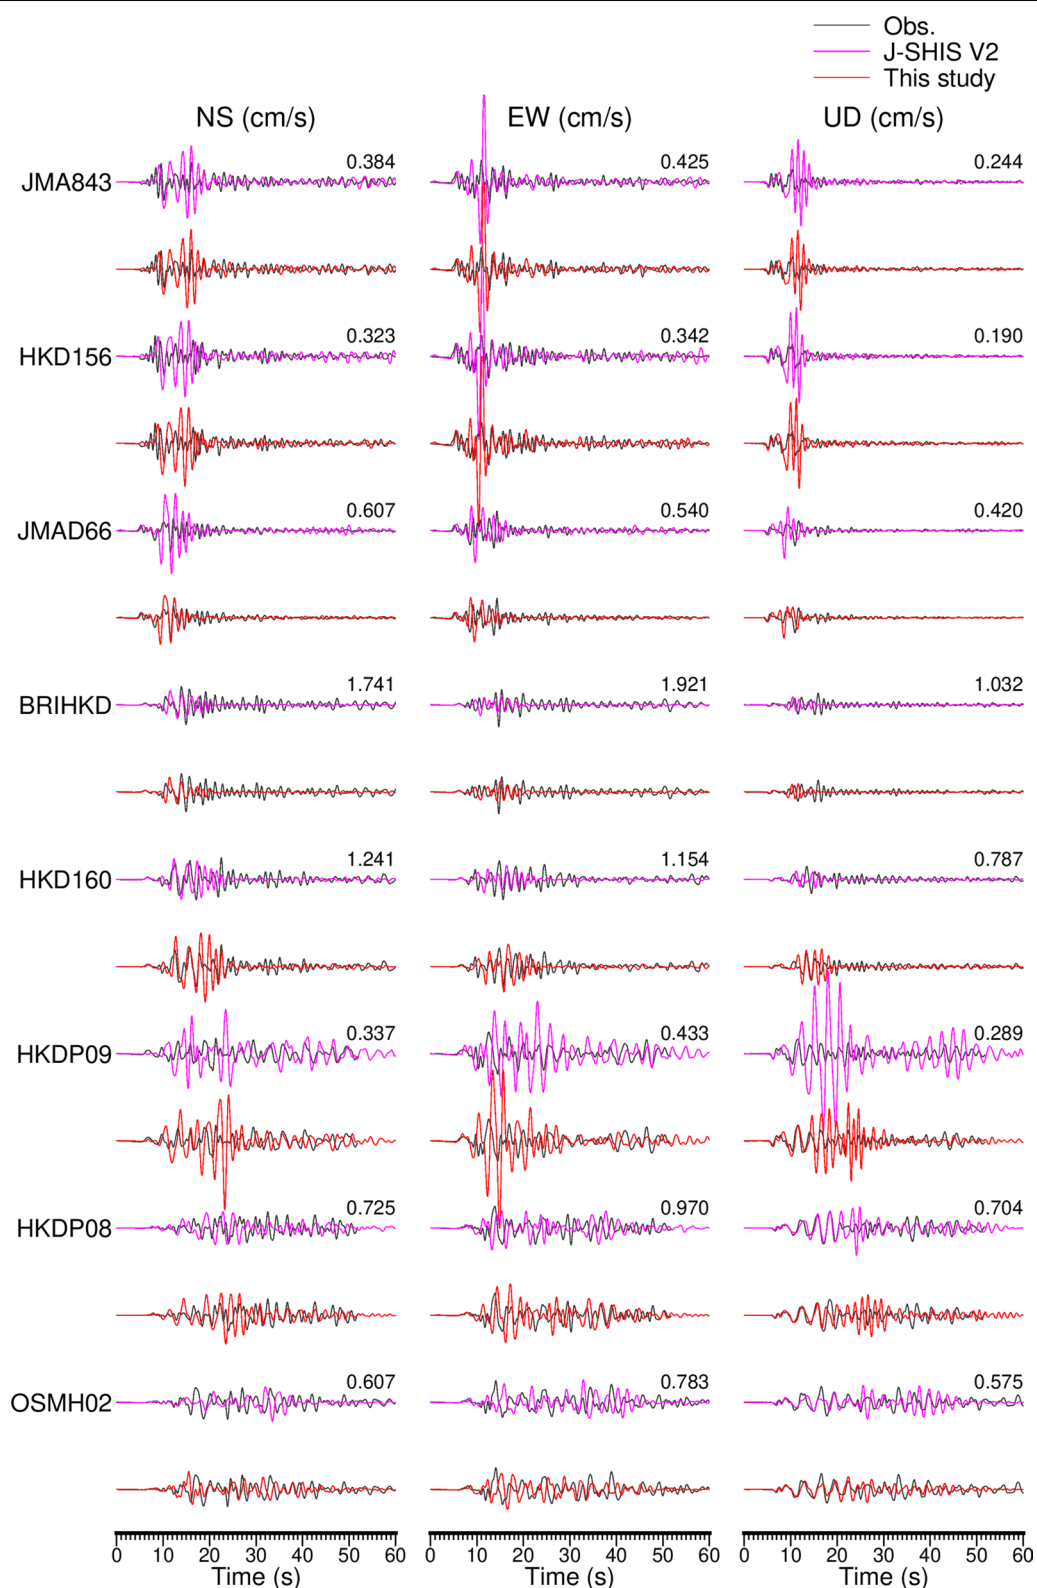 Obs.
J-SHIS V2
This study
NS (cm/s) EW (cm/s) UD (cm/s)
JMA843 0.384 0.425 0.244
HKD156 0.323 0.342 0.190
JMAD66 0.607 0.540 0.420
BRIHKD 1.741 1.921 1.032
HKD160 1.241 1.154 0.787
HKDP09 0.337 0.433 0.289
HKDP08 0.725 0.970 0.704
OSMH02 0.607 0.783 0.575
0 10 20 30 40 50 60 0 10 20 30 40 50 60 0 10 20 30 40 50 60
Time (s) Time (s) Time (s)